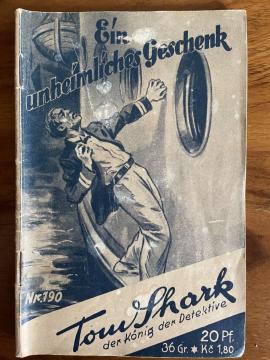 Ein
unheimliches Geschenk
Nr. 190
Tom Shark
der König der Detektive
20 Pf.
36 Gr. * Kč 1,80